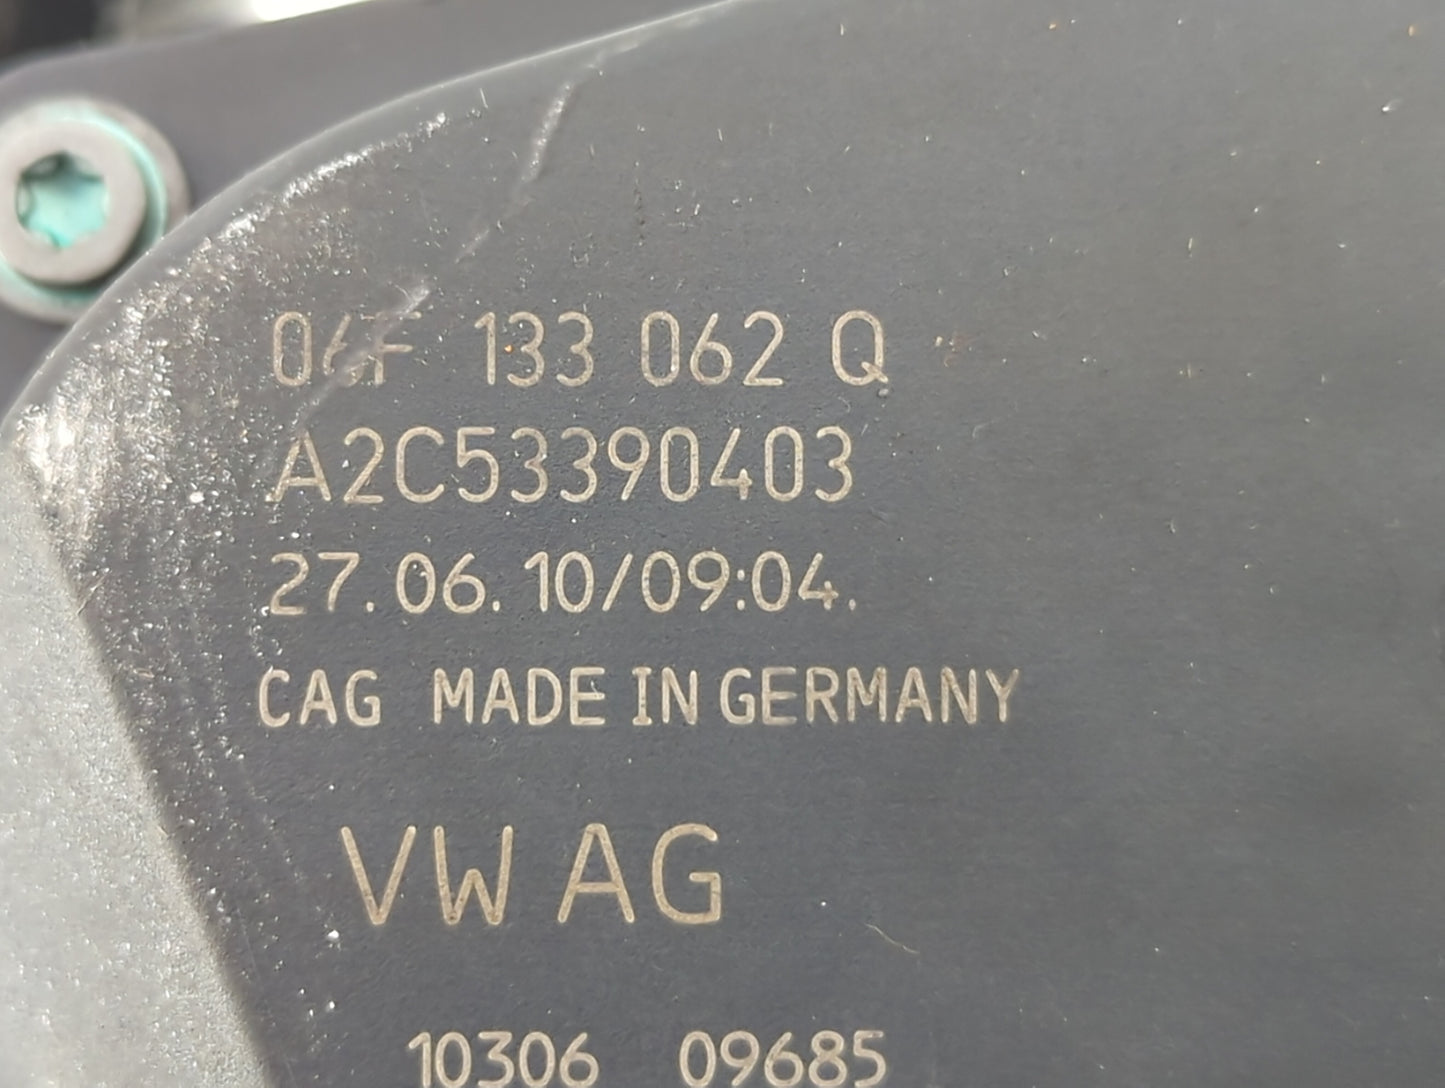 06F 133 062 Q
A2C53390403
27.06.10/09:04.
CAG MADE IN GERMANY
VW AG
10306 09685